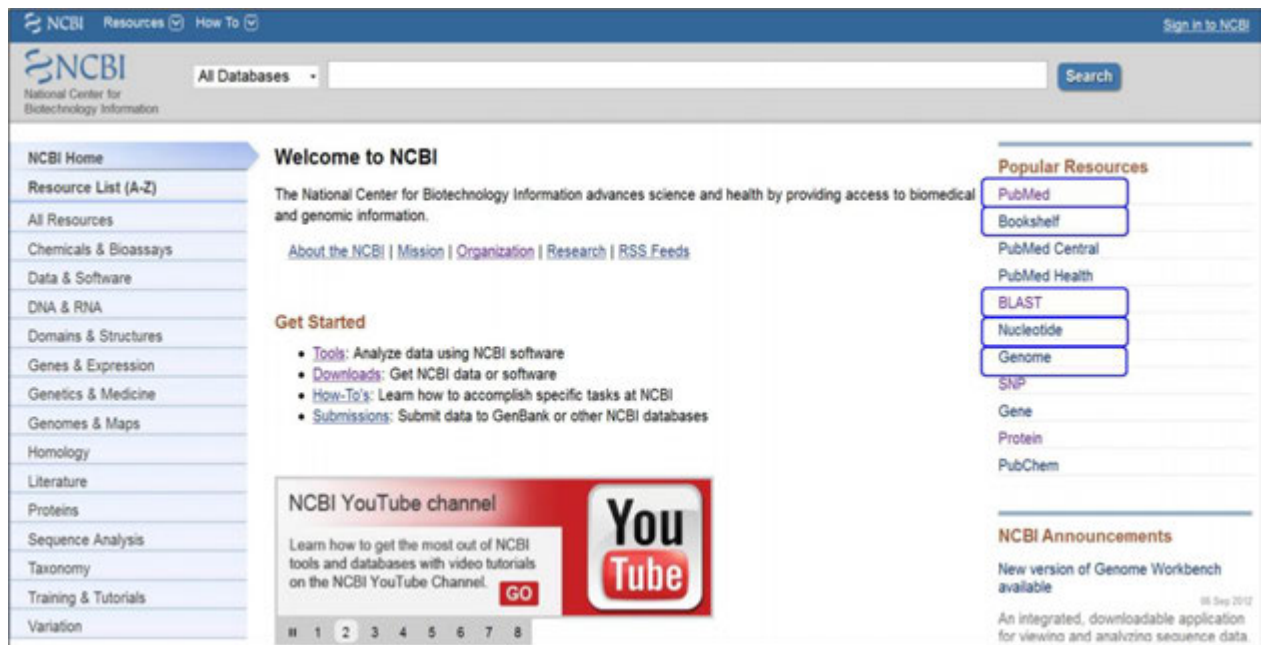 NCBI Resources How To Sign in to NCBI
NCBI
National Center for
Biotechnology Information
All Databases
Search
NCBI Home
Resource List (A-Z)
All Resources
Chemicals & Bioassays
Data & Software
DNA & RNA
Domains & Structures
Genes & Expression
Genetics & Medicine
Genomes & Maps
Homology
Literature
Proteins
Sequence Analysis
Taxonomy
Training & Tutorials
Variation
Welcome to NCBI
The National Center for Biotechnology Information advances science and health by providing access to biomedical
and genomic information.
About the NCBI | Mission | Organization | Research | RSS Feeds
Get Started
• Tools: Analyze data using NCBI software
• Downloads: Get NCBI data or software
• How-To's: Learn how to accomplish specific tasks at NCBI
• Submissions: Submit data to GenBank or other NCBI databases
NCBI YouTube channel
Learn how to get the most out of NCBI
tools and databases with video tutorials
on the NCBI YouTube Channel.
GO
You
Tube
1 2 3 4 5 6 7 8
Popular Resources
PubMed
Bookshelf
PubMed Central
PubMed Health
BLAST
Nucleotide
Genome
SNP
Gene
Protein
PubChem
NCBI Announcements
New version of Genome Workbench
available
06 Sep 2012
An integrated, downloadable application
for viewing and analyzing sequence data.